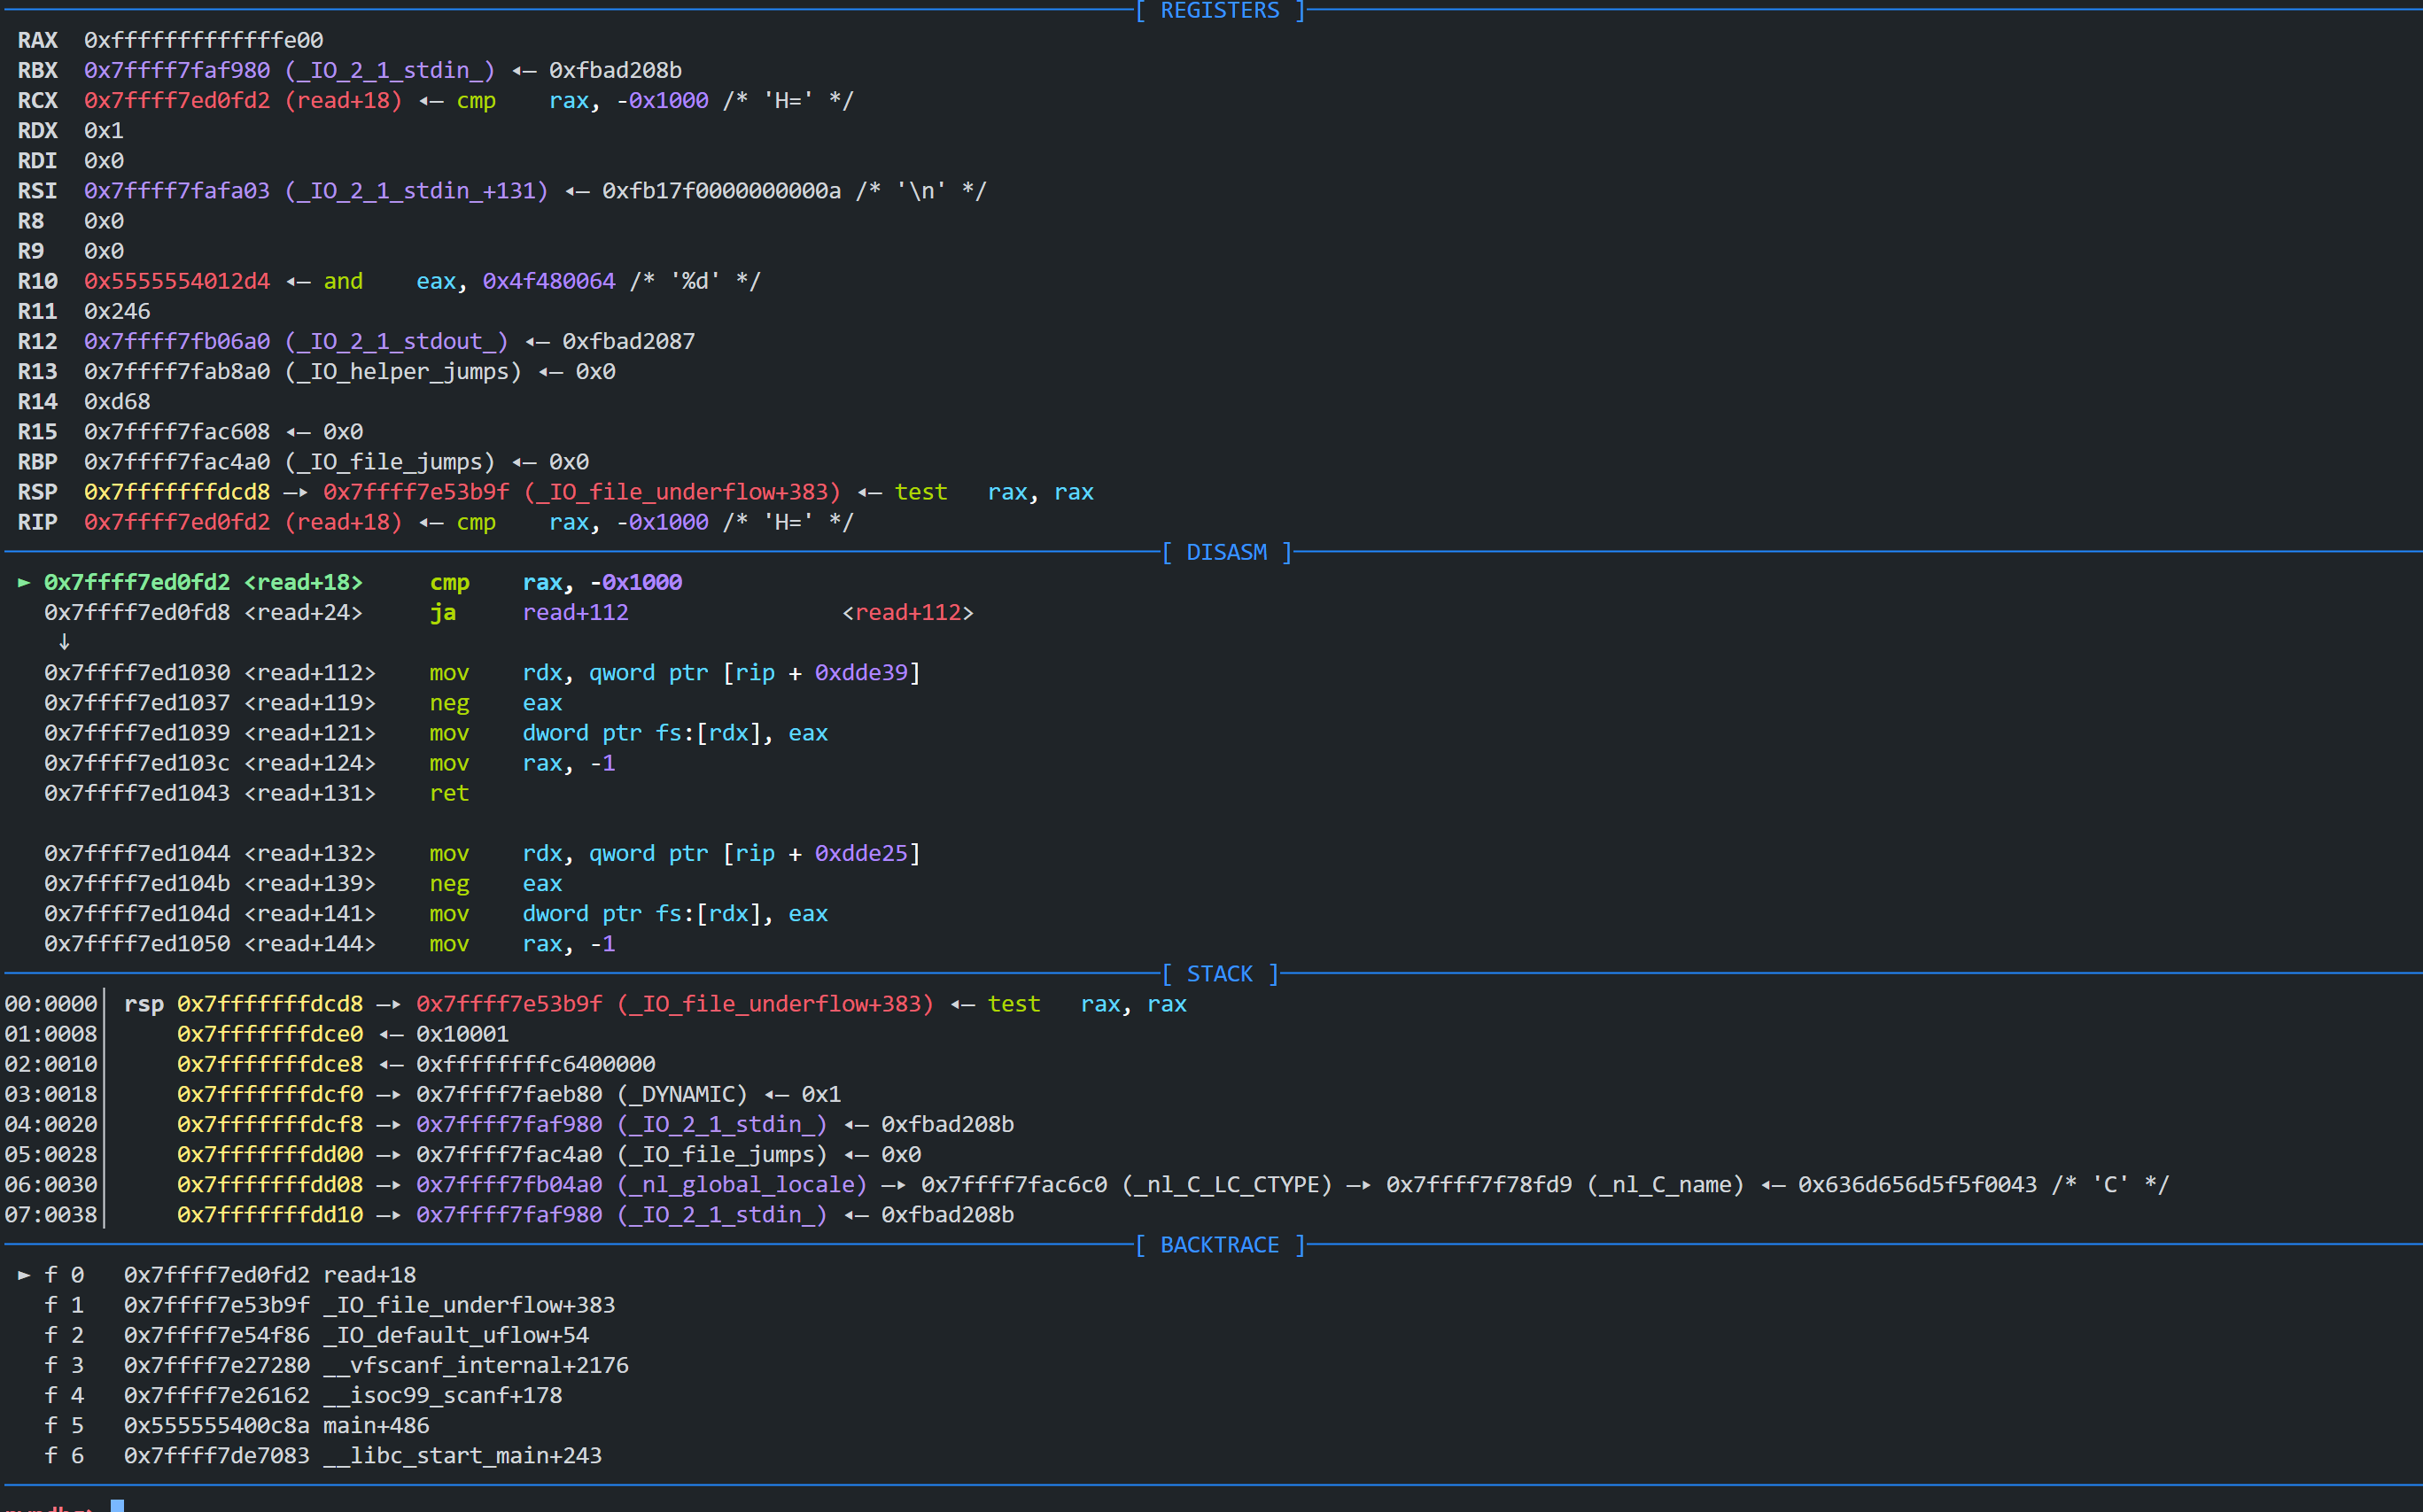 [ REGISTERS ]
RAX  0xfffffffffffffe00
RBX  0x7ffff7faf980 (_IO_2_1_stdin_) ◂— 0xfbad208b
RCX  0x7ffff7ed0fd2 (read+18) ◂— cmp    rax, -0x1000 /* 'H=' */
RDX  0x1
RDI  0x0
RSI  0x7ffff7fafa03 (_IO_2_1_stdin_+131) ◂— 0xfb17f0000000000a /* '\n' */
R8   0x0
R9   0x0
R10  0x5555554012d4 ◂— and    eax, 0x4f480064 /* '%d' */
R11  0x246
R12  0x7ffff7fb06a0 (_IO_2_1_stdout_) ◂— 0xfbad2087
R13  0x7ffff7fab8a0 (_IO_helper_jumps) ◂— 0x0
R14  0xd68
R15  0x7ffff7fac608 ◂— 0x0
RBP  0x7ffff7fac4a0 (_IO_file_jumps) ◂— 0x0
RSP  0x7fffffffdcd8 —▸ 0x7ffff7e53b9f (_IO_file_underflow+383) ◂— test   rax, rax
RIP  0x7ffff7ed0fd2 (read+18) ◂— cmp    rax, -0x1000 /* 'H=' */
[ DISASM ]
► 0x7ffff7ed0fd2 <read+18>     cmp    rax, -0x1000
0x7ffff7ed0fd8 <read+24>     ja     read+112                <read+112>
↓
0x7ffff7ed1030 <read+112>    mov    rdx, qword ptr [rip + 0xdde39]
0x7ffff7ed1037 <read+119>    neg    eax
0x7ffff7ed1039 <read+121>    mov    dword ptr fs:[rdx], eax
0x7ffff7ed103c <read+124>    mov    rax, -1
0x7ffff7ed1043 <read+131>    ret
0x7ffff7ed1044 <read+132>    mov    rdx, qword ptr [rip + 0xdde25]
0x7ffff7ed104b <read+139>    neg    eax
0x7ffff7ed104d <read+141>    mov    dword ptr fs:[rdx], eax
0x7ffff7ed1050 <read+144>    mov    rax, -1
[ STACK ]
00:0000│ rsp 0x7fffffffdcd8 —▸ 0x7ffff7e53b9f (_IO_file_underflow+383) ◂— test   rax, rax
01:0008│     0x7fffffffdce0 ◂— 0x10001
02:0010│     0x7fffffffdce8 ◂— 0xffffffffc6400000
03:0018│     0x7fffffffdcf0 —▸ 0x7ffff7faeb80 (_DYNAMIC) ◂— 0x1
04:0020│     0x7fffffffdcf8 —▸ 0x7ffff7faf980 (_IO_2_1_stdin_) ◂— 0xfbad208b
05:0028│     0x7fffffffdd00 —▸ 0x7ffff7fac4a0 (_IO_file_jumps) ◂— 0x0
06:0030│     0x7fffffffdd08 —▸ 0x7ffff7fb04a0 (_nl_global_locale) —▸ 0x7ffff7fac6c0 (_nl_C_LC_CTYPE) —▸ 0x7ffff7f78fd9 (_nl_C_name) ◂— 0x636d656d5f5f0043 /* 'C' */
07:0038│     0x7fffffffdd10 —▸ 0x7ffff7faf980 (_IO_2_1_stdin_) ◂— 0xfbad208b
[ BACKTRACE ]
► f 0   0x7ffff7ed0fd2 read+18
f 1   0x7ffff7e53b9f _IO_file_underflow+383
f 2   0x7ffff7e54f86 _IO_default_uflow+54
f 3   0x7ffff7e27280 __vfscanf_internal+2176
f 4   0x7ffff7e26162 __isoc99_scanf+178
f 5   0x555555400c8a main+486
f 6   0x7ffff7de7083 __libc_start_main+243